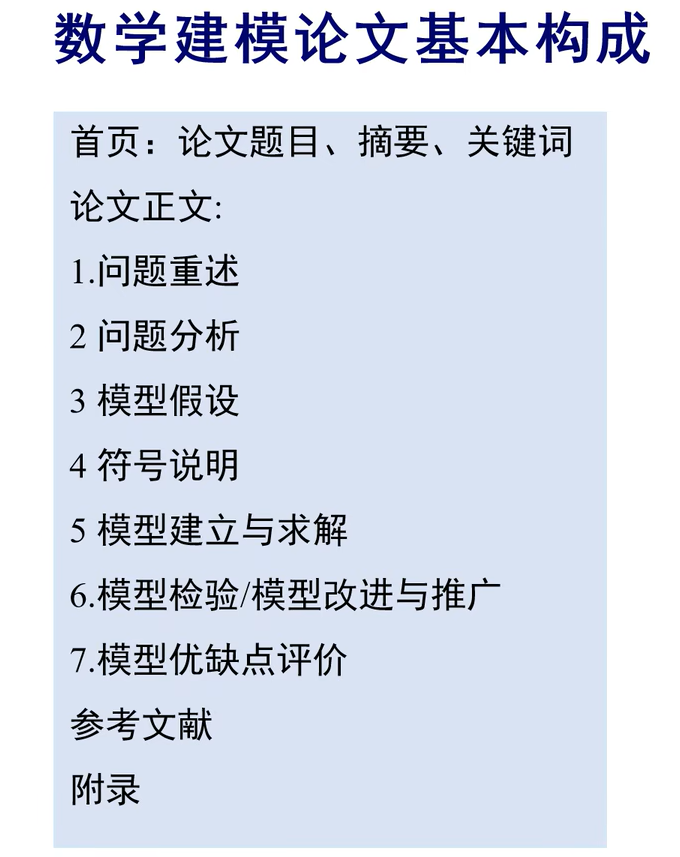 数学建模论文基本构成
首页：论文题目、摘要、关键词
论文正文:
1.问题重述
2 问题分析
3 模型假设
4 符号说明
5 模型建立与求解
6.模型检验/模型改进与推广
7.模型优缺点评价
参考文献
附录